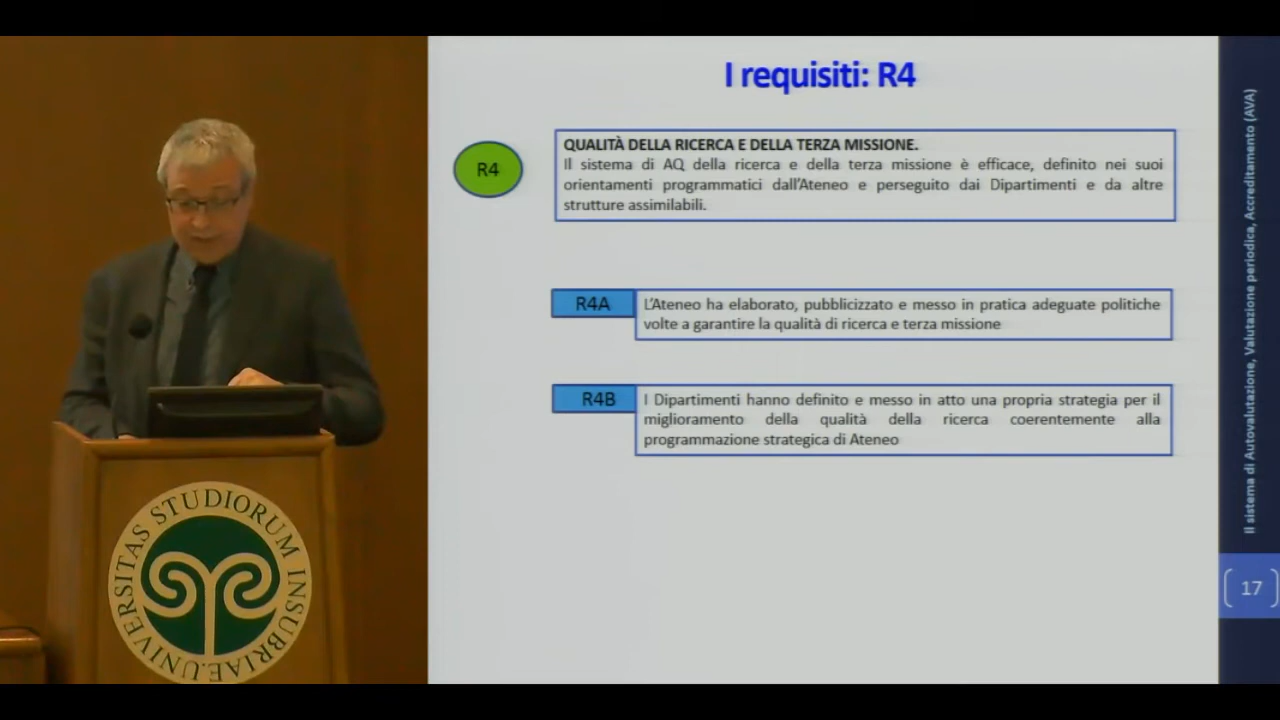 I requisiti: R4
R4
QUALITÀ DELLA RICERCA E DELLA TERZA MISSIONE.
Il sistema di AQ della ricerca e della terza missione è efficace, definito nei suoi
orientamenti programmatici dall'Ateneo e perseguito dai Dipartimenti e da altre
strutture assimilabili.
R4A
L'Ateneo ha elaborato, pubblicizzato e messo in pratica adeguate politiche
volte a garantire la qualità di ricerca e terza missione
R4B
I Dipartimenti hanno definito e messo in atto una propria strategia per il
miglioramento della qualità della ricerca coerentemente alla
programmazione strategica di Ateneo
Il sistema di Autovalutazione, Valutazione periodica, Accreditamento (AVA)
17
UNIVERSITAS STUDIORUM INSUBRIAE.